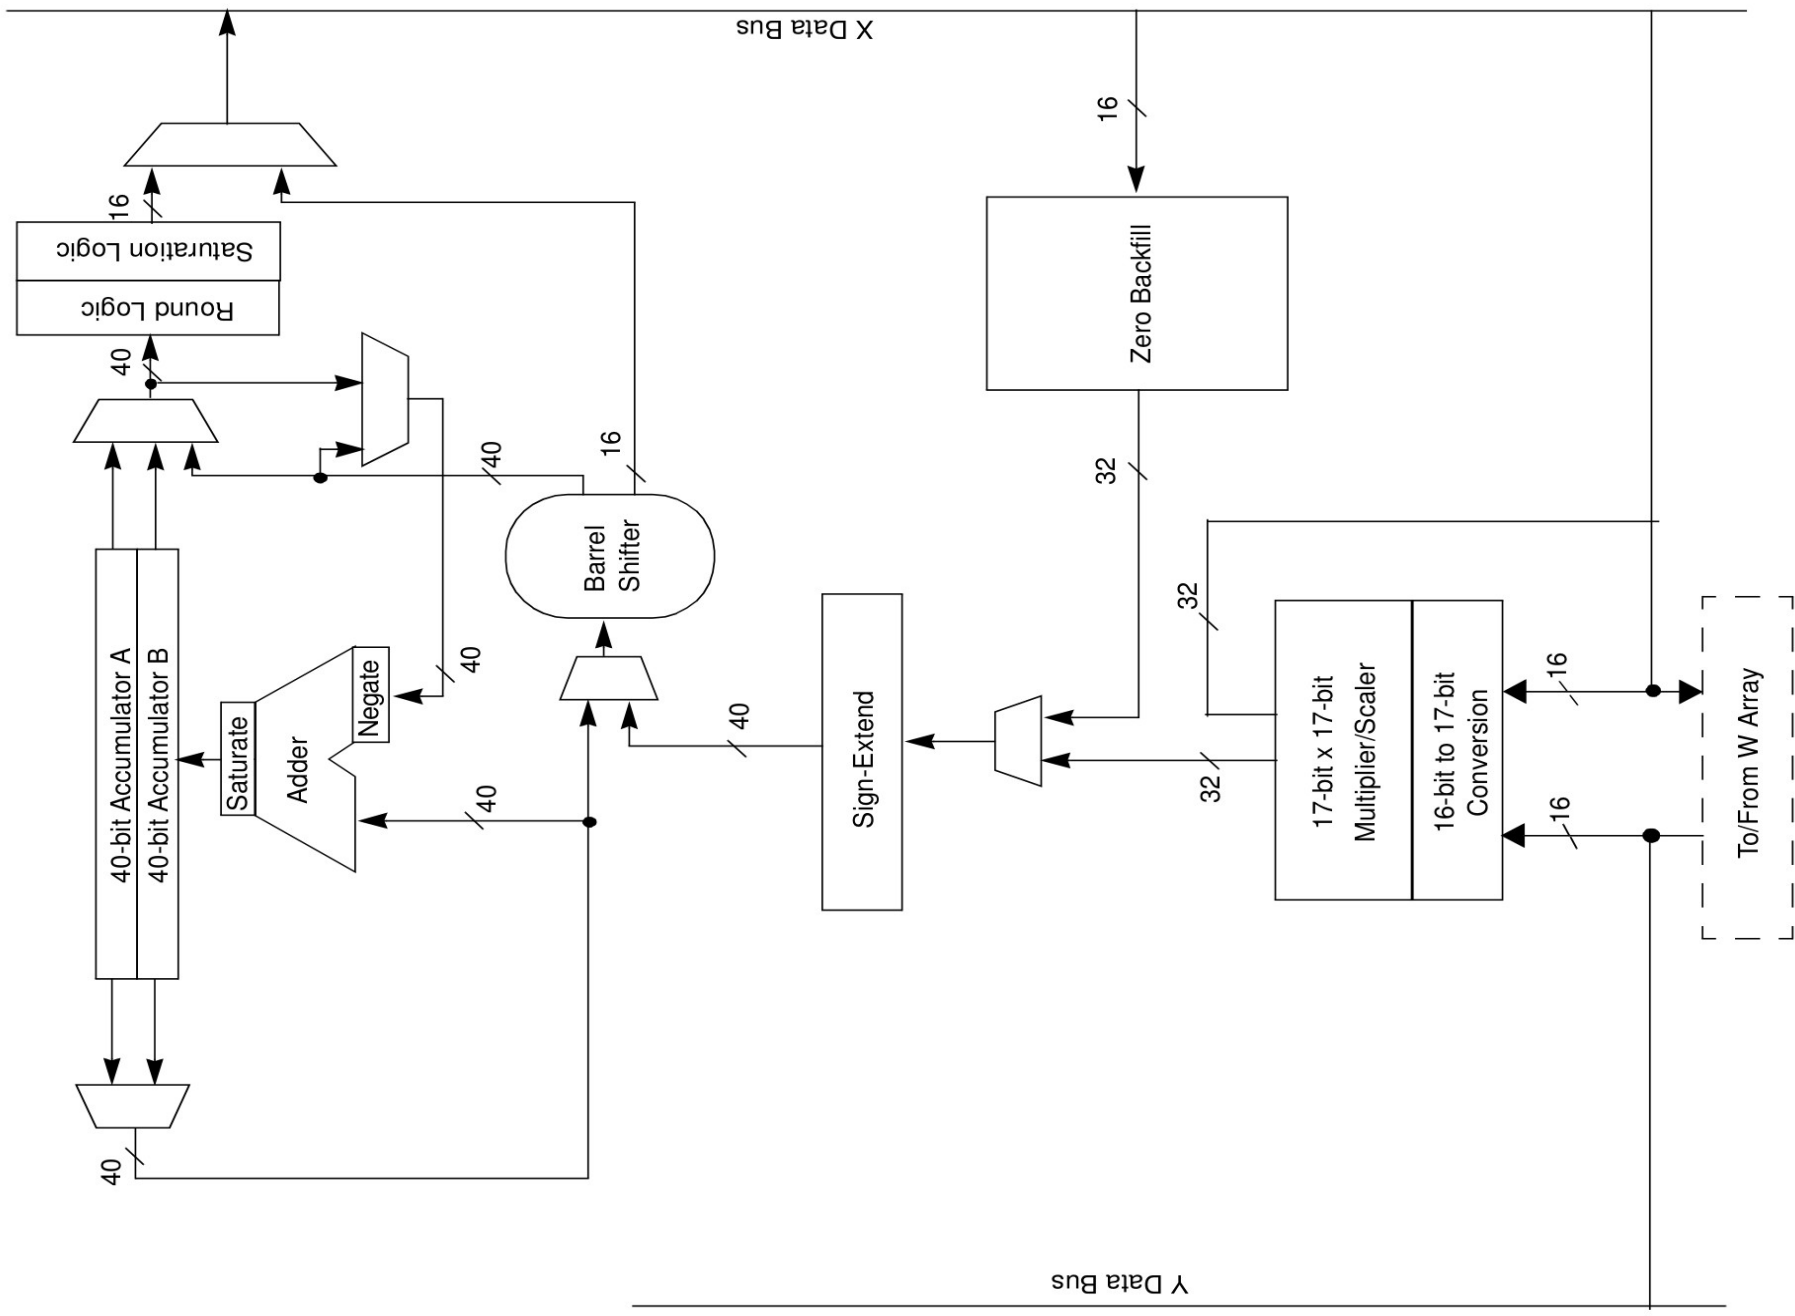 40-bit Accumulator A
40-bit Accumulator B
Saturate
Adder
Negate
40
Round Logic
Saturation Logic
16
40
40
40
40
Barrel
Shifter
16
X Data Bus
Y Data Bus
40
Sign-Extend
32
32
32
Zero Backfill
16
17-bit x 17-bit
Multiplier/Scaler
16-bit to 17-bit
Conversion
16
16
To/From W Array